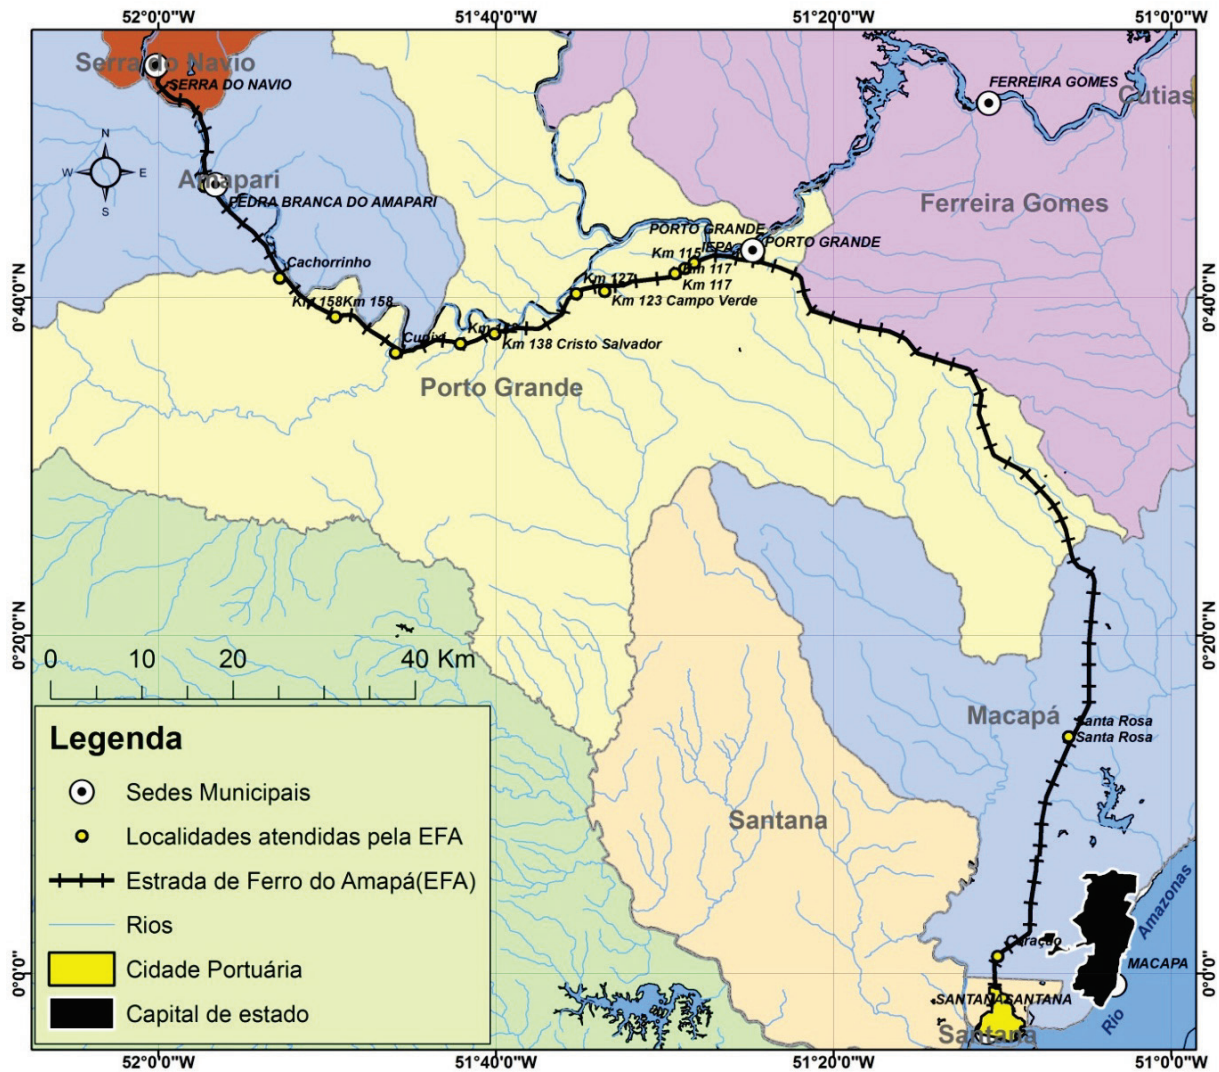 52°0'0"W 51°40'0"W 51°20'0"W 51°0'0"W
Serra do Navio
SERRA DO NAVIO
FERREIRA GOMES
Cutias
N
W E
S
Amapari
PEDRA BRANCA DO AMAPARI
Ferreira Gomes
PORTO GRANDE
PORTO GRANDE
IEPA
Km 115
Cachorrinho
Km 117
Km 127
Km 117
0°40'0"N
0°40'0"N
Km 158Km 158
Km 123 Campo Verde
Cupixi
Km 138 Cristo Salvador
Porto Grande
0°20'0"N
0°20'0"N
0 10 20 40 Km
Macapá
Santa Rosa
Santa Rosa
Legenda
Sedes Municipais
Localidades atendidas pela EFA
Estrada de Ferro do Amapá(EFA)
Rios
Cidade Portuária
Capital de estado
Santana
Amazonas
Rio
Curaçao
MACAPA
0°0'0"
0°0'0"
SANTANA SANTANA
Santana
52°0'0"W 51°40'0"W 51°20'0"W 51°0'0"W